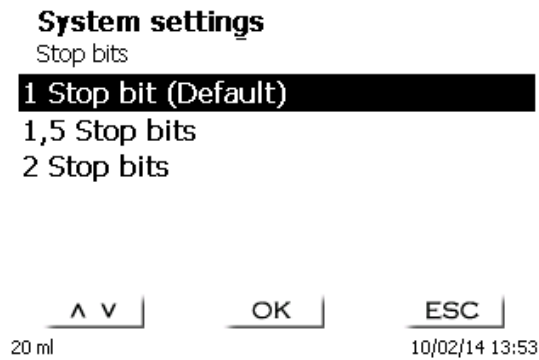 System settings
Stop bits
1 Stop bit (Default)
1,5 Stop bits
2 Stop bits
∧ ∨ OK ESC
20 ml 10/02/14 13:53